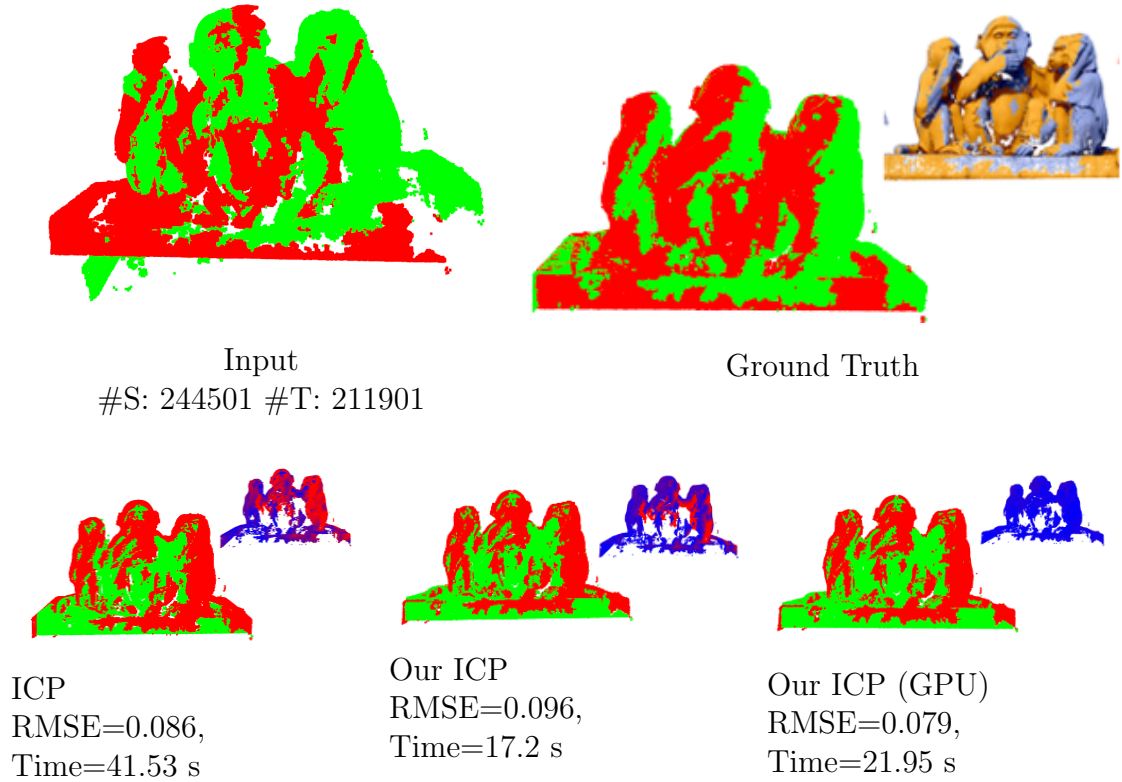 Input
#S: 244501 #T: 211901
Ground Truth
ICP
RMSE=0.086,
Time=41.53 s
Our ICP
RMSE=0.096,
Time=17.2 s
Our ICP (GPU)
RMSE=0.079,
Time=21.95 s